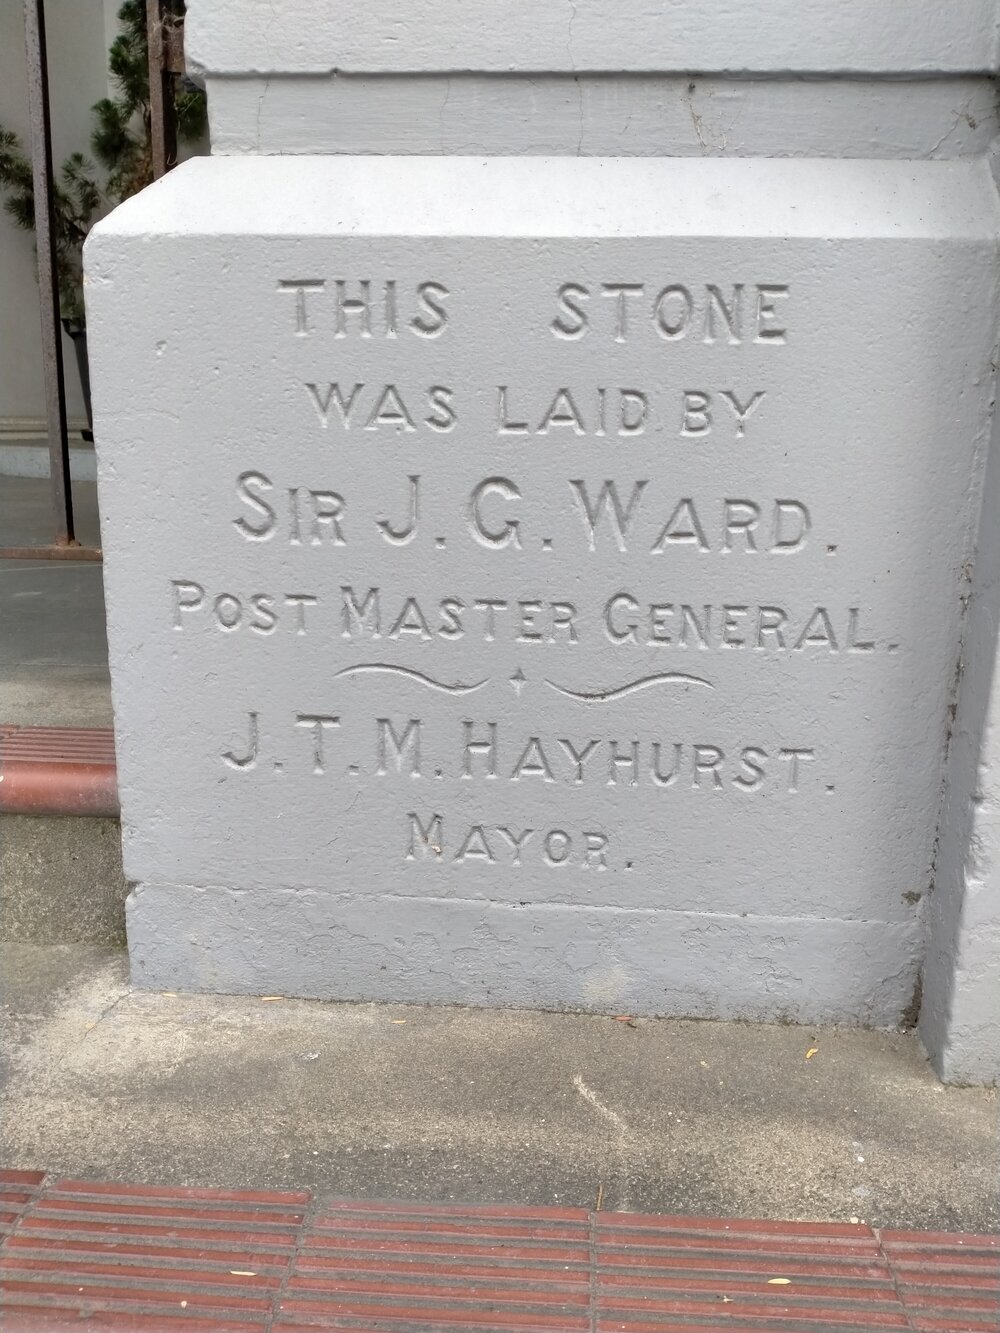 THIS STONE
WAS LAID BY
SIR J. G. WARD.
POST MASTER GENERAL.
J. T. M. HAYHURST.
MAYOR.